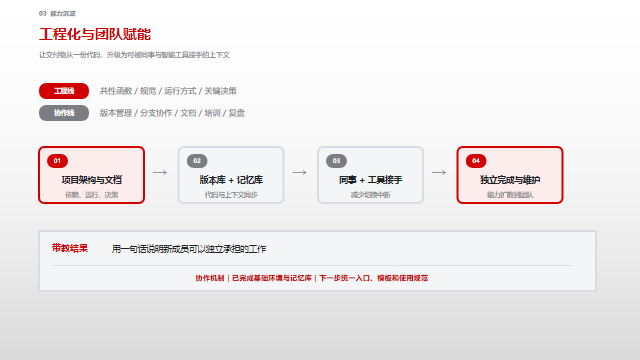 03 能力沉淀
工程化与团队赋能
让交付物从一份代码，升级为可被同事与智能工具接手的上下文
工程线 共性函数 / 规范 / 运行方式 / 关键决策
协作线 版本管理 / 分支协作 / 文档 / 培训 / 复盘
01
项目架构与文档
依赖、运行、决策
→
02
版本库 + 记忆库
代码与上下文同步
→
03
同事 + 工具接手
减少切换中断
→
04
独立完成与维护
能力扩散到团队
带教结果 用一句话说明新成员可以独立承担的工作
协作机制｜已完成基础环境与记忆库｜下一步统一入口、模板和使用规范